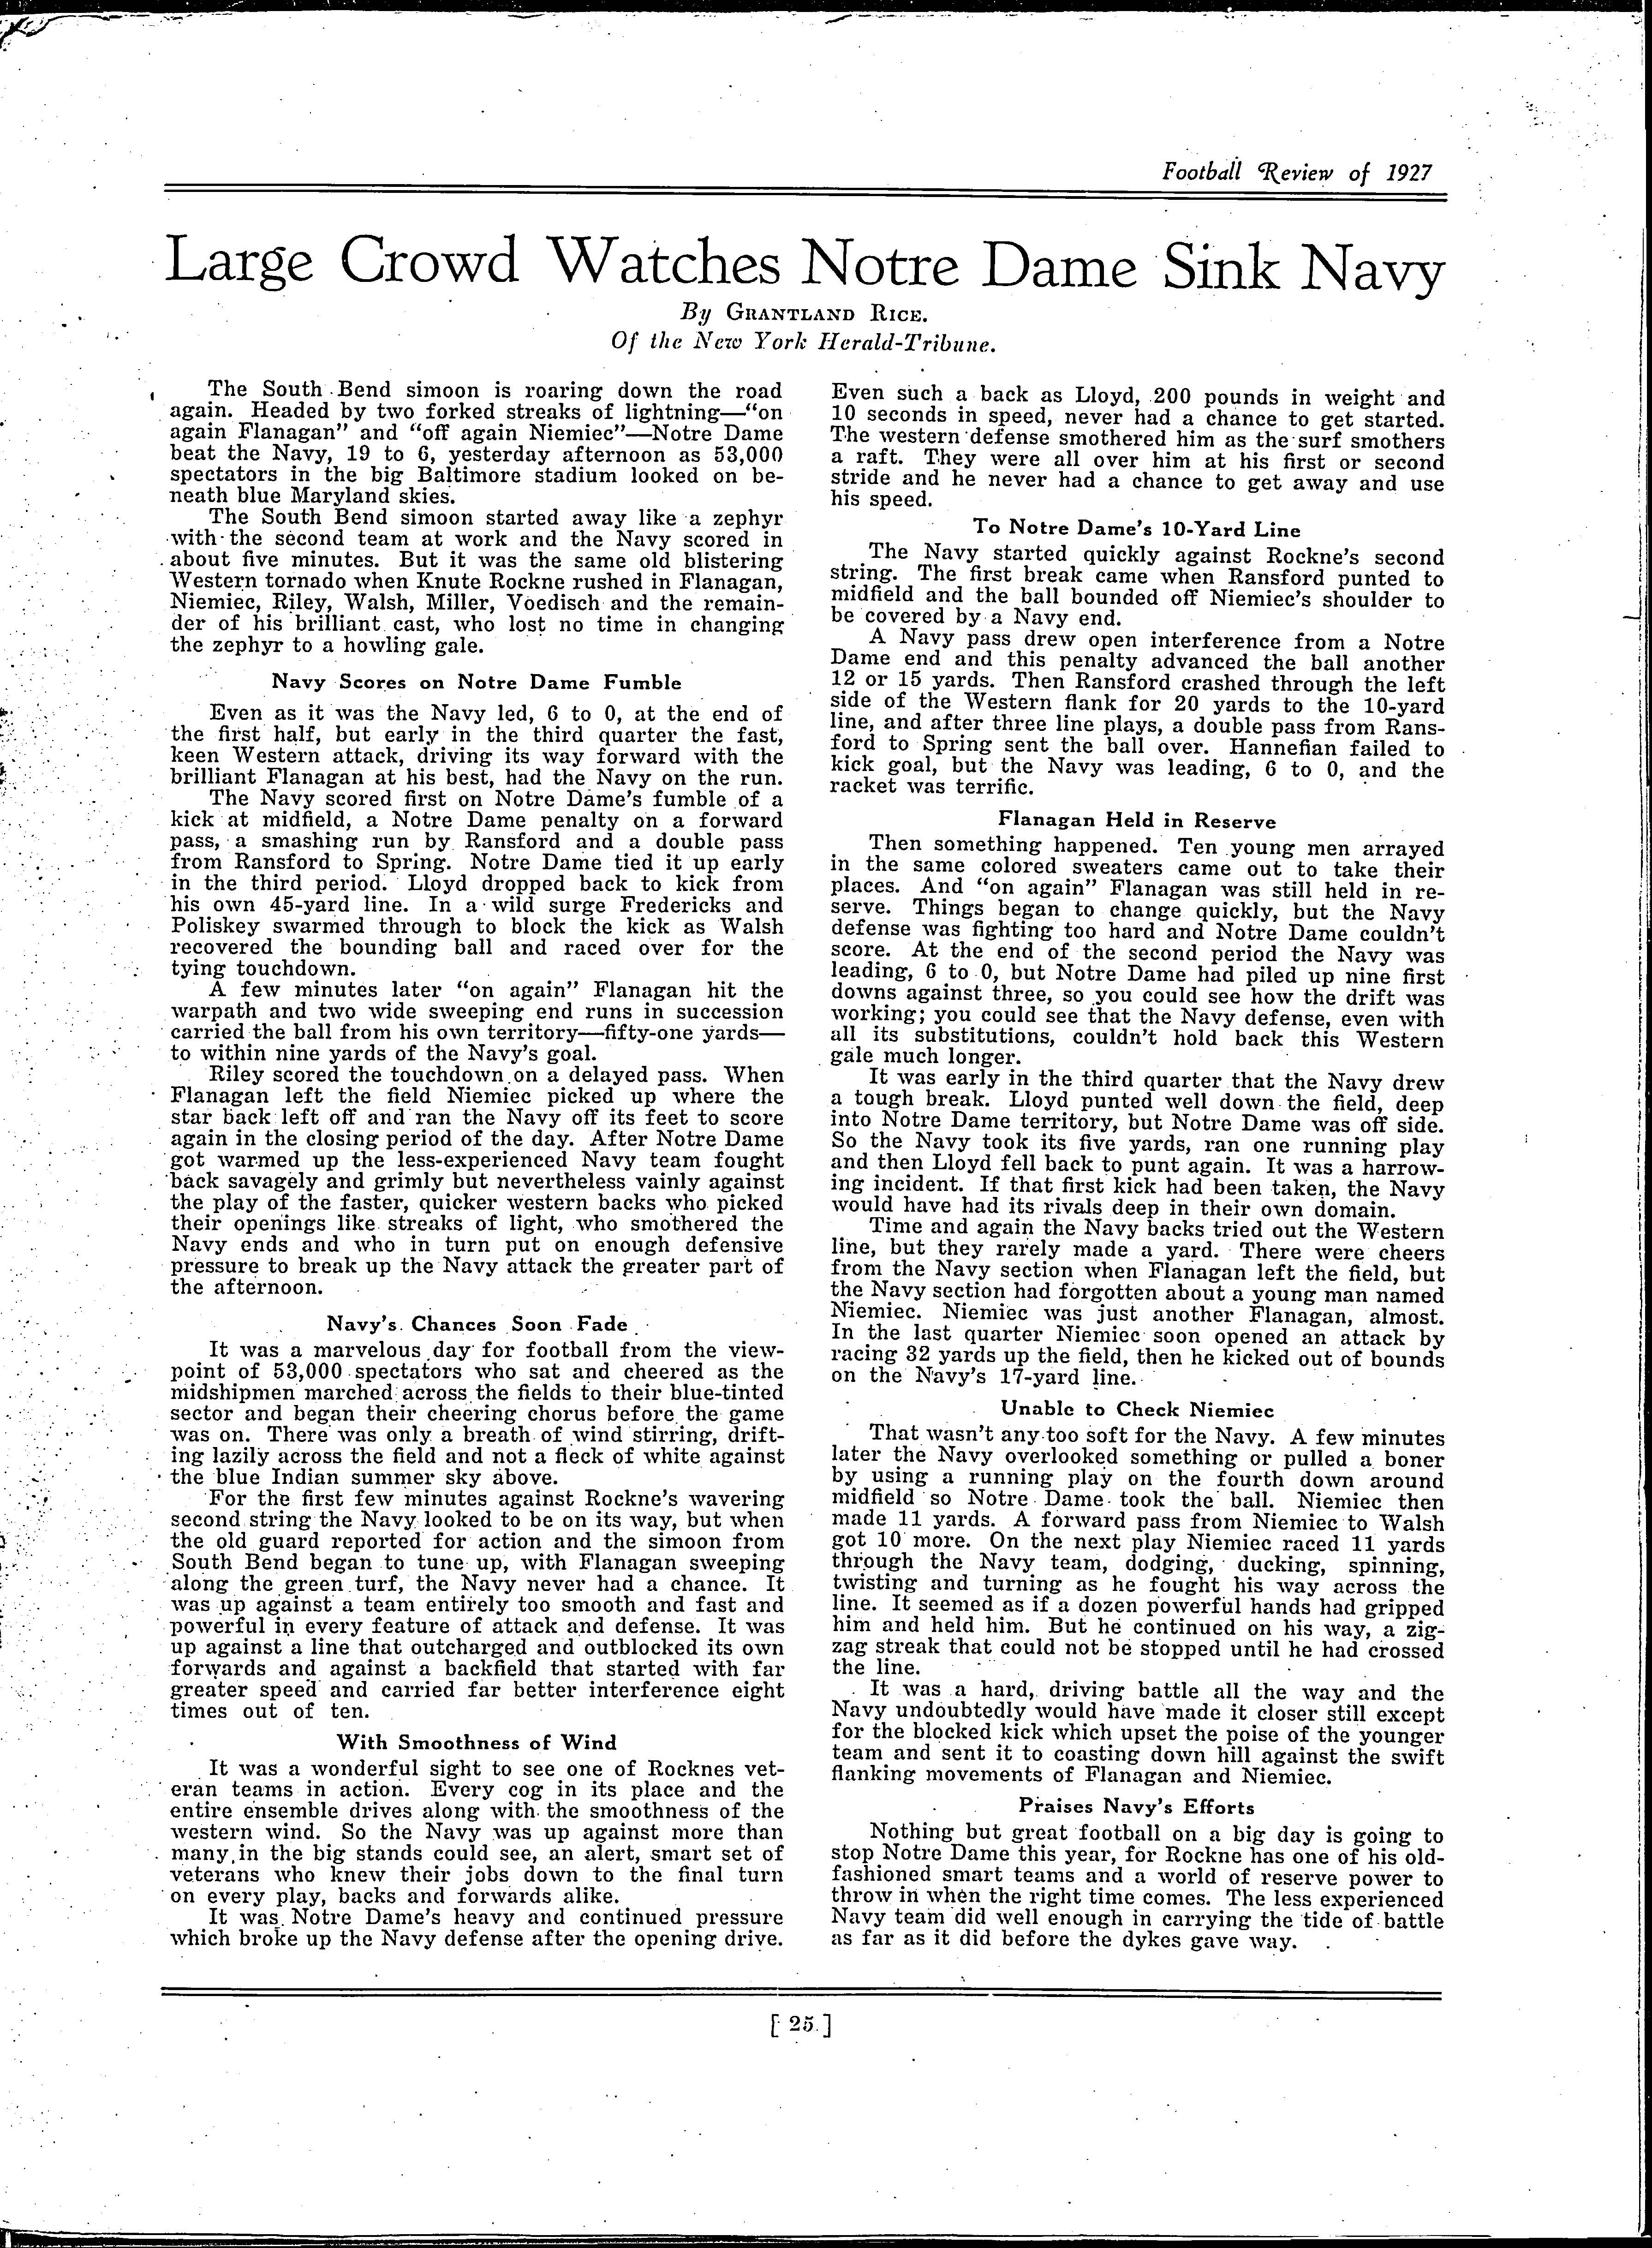 Football Review of 1927
Large Crowd Watches Notre Dame Sink Navy
By GRANTLAND RICE.
Of the New York Herald-Tribune.
The South Bend simoon is roaring down the road
again. Headed by two forked streaks of lightning—“on
again Flanagan” and “off again Niemiec”—Notre Dame
beat the Navy, 19 to 6, yesterday afternoon as 53,000
spectators in the big Baltimore stadium looked on be-
neath blue Maryland skies.
The South Bend simoon started away like a zephyr
with the second team at work and the Navy scored in
about five minutes. But it was the same old blistering
Western tornado when Knute Rockne rushed in Flanagan,
Niemiec, Riley, Walsh, Miller, Voedisch and the remain-
der of his brilliant cast, who lost no time in changing
the zephyr to a howling gale.
Navy Scores on Notre Dame Fumble
Even as it was the Navy led, 6 to 0, at the end of
the first half, but early in the third quarter the fast,
keen Western attack, driving its way forward with the
brilliant Flanagan at his best, had the Navy on the run.
The Navy scored first on Notre Dame's fumble of a
kick at midfield, a Notre Dame penalty on a forward
pass, a smashing run by Ransford and a double pass
from Ransford to Spring. Notre Dame tied it up early
in the third period. Lloyd dropped back to kick from
his own 45-yard line. In a wild surge Fredericks and
Poliskey swarmed through to block the kick as Walsh
recovered the bounding ball and raced over for the
tying touchdown.
A few minutes later “on again” Flanagan hit the
warpath and two wide sweeping end runs in succession
carried the ball from his own territory—fifty-one yards—
to within nine yards of the Navy's goal.
Riley scored the touchdown on a delayed pass. When
Flanagan left the field Niemiec picked up where the
star back left off and ran the Navy off its feet to score
again in the closing period of the day. After Notre Dame
got warmed up the less-experienced Navy team fought
back savagely and grimly but nevertheless vainly against
the play of the faster, quicker western backs who picked
their openings like streaks of light, who smothered the
Navy ends and who in turn put on enough defensive
pressure to break up the Navy attack the greater part of
the afternoon.
Navy's Chances Soon Fade
It was a marvelous day for football from the view-
point of 53,000 spectators who sat and cheered as the
midshipmen marched across the fields to their blue-tinted
sector and began their cheering chorus before the game
was on. There was only a breath of wind stirring, drift-
ing lazily across the field and not a fleck of white against
the blue Indian summer sky above.
For the first few minutes against Rockne's wavering
second string the Navy looked to be on its way, but when
the old guard reported for action and the simoon from
South Bend began to tune up, with Flanagan sweeping
along the green turf, the Navy never had a chance. It
was up against a team entirely too smooth and fast and
powerful in every feature of attack and defense. It was
up against a line that outcharged and outblocked its own
forwards and against a backfield that started with far
greater speed and carried far better interference eight
times out of ten.
With Smoothness of Wind
It was a wonderful sight to see one of Rocknes vet-
eran teams in action. Every cog in its place and the
entire ensemble drives along with the smoothness of the
western wind. So the Navy was up against more than
many in the big stands could see, an alert, smart set of
veterans who knew their jobs down to the final turn
on every play, backs and forwards alike.
It was Notre Dame's heavy and continued pressure
which broke up the Navy defense after the opening drive.
Even such a back as Lloyd, 200 pounds in weight and
10 seconds in speed, never had a chance to get started.
The western defense smothered him as the surf smothers
a raft. They were all over him at his first or second
stride and he never had a chance to get away and use
his speed.
To Notre Dame's 10-Yard Line
The Navy started quickly against Rockne's second
string. The first break came when Ransford punted to
midfield and the ball bounded off Niemiec's shoulder to
be covered by a Navy end.
A Navy pass drew open interference from a Notre
Dame end and this penalty advanced the ball another
12 or 15 yards. Then Ransford crashed through the left
side of the Western flank for 20 yards to the 10-yard
line, and after three line plays, a double pass from Rans-
ford to Spring sent the ball over. Hannefian failed to
kick goal, but the Navy was leading, 6 to 0, and the
racket was terrific.
Flanagan Held in Reserve
Then something happened. Ten young men arrayed
in the same colored sweaters came out to take their
places. And “on again” Flanagan was still held in re-
serve. Things began to change quickly, but the Navy
defense was fighting too hard and Notre Dame couldn't
score. At the end of the second period the Navy was
leading, 6 to 0, but Notre Dame had piled up nine first
downs against three, so you could see how the drift was
working; you could see that the Navy defense, even with
all its substitutions, couldn't hold back this Western
gale much longer.
It was early in the third quarter that the Navy drew
a tough break. Lloyd punted well down the field, deep
into Notre Dame territory, but Notre Dame was off side.
So the Navy took its five yards, ran one running play
and then Lloyd fell back to punt again. It was a harrow-
ing incident. If that first kick had been taken, the Navy
would have had its rivals deep in their own domain.
Time and again the Navy backs tried out the Western
line, but they rarely made a yard. There were cheers
from the Navy section when Flanagan left the field, but
the Navy section had forgotten about a young man named
Niemiec. Niemiec was just another Flanagan, almost.
In the last quarter Niemiec soon opened an attack by
racing 32 yards up the field, then he kicked out of bounds
on the Navy's 17-yard line.
Unable to Check Niemiec
That wasn't any too soft for the Navy. A few minutes
later the Navy overlooked something or pulled a boner
by using a running play on the fourth down around
midfield so Notre Dame took the ball. Niemiec then
made 11 yards. A forward pass from Niemiec to Walsh
got 10 more. On the next play Niemiec raced 11 yards
through the Navy team, dodging, ducking, spinning,
twisting and turning as he fought his way across the
line. It seemed as if a dozen powerful hands had gripped
him and held him. But he continued on his way, a zig-
zag streak that could not be stopped until he had crossed
the line.
It was a hard, driving battle all the way and the
Navy undoubtedly would have made it closer still except
for the blocked kick which upset the poise of the younger
team and sent it to coasting down hill against the swift
flanking movements of Flanagan and Niemiec.
Praises Navy's Efforts
Nothing but great football on a big day is going to
stop Notre Dame this year, for Rockne has one of his old-
fashioned smart teams and a world of reserve power to
throw in when the right time comes. The less experienced
Navy team did well enough in carrying the tide of battle
as far as it did before the dykes gave way.
[ 25 ]